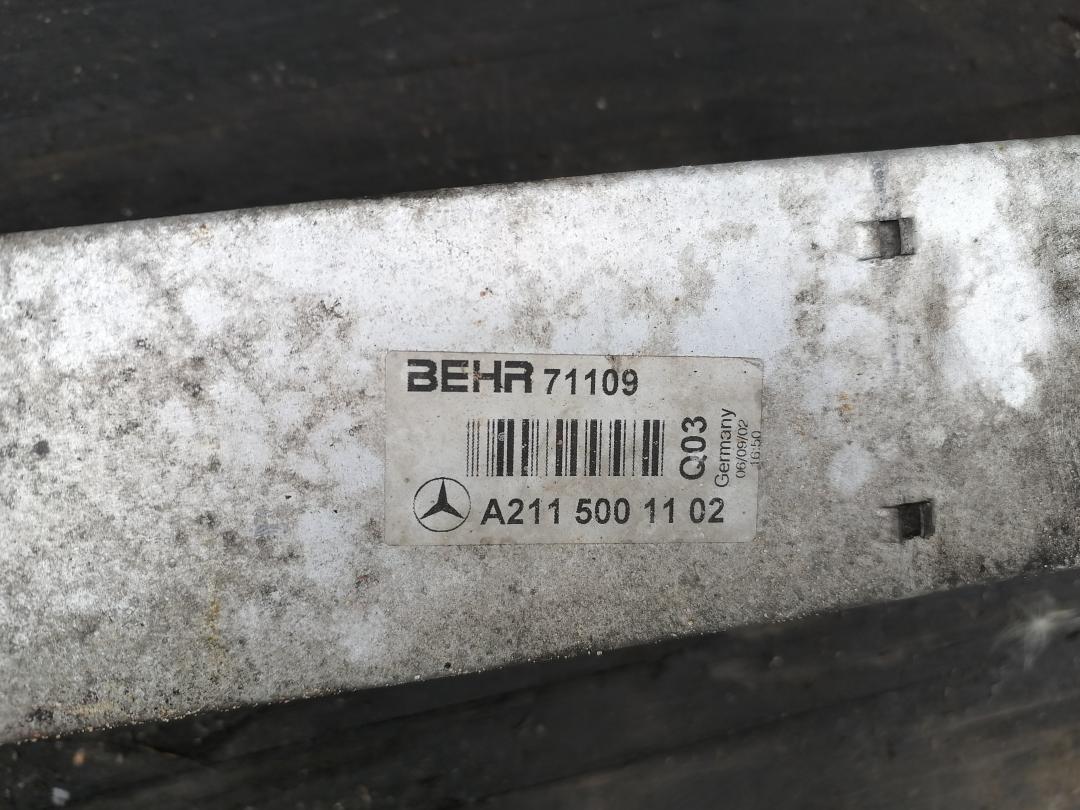 BEHR 71109
Q03
Germany
06/09/02
16:50
A211 500 11 02